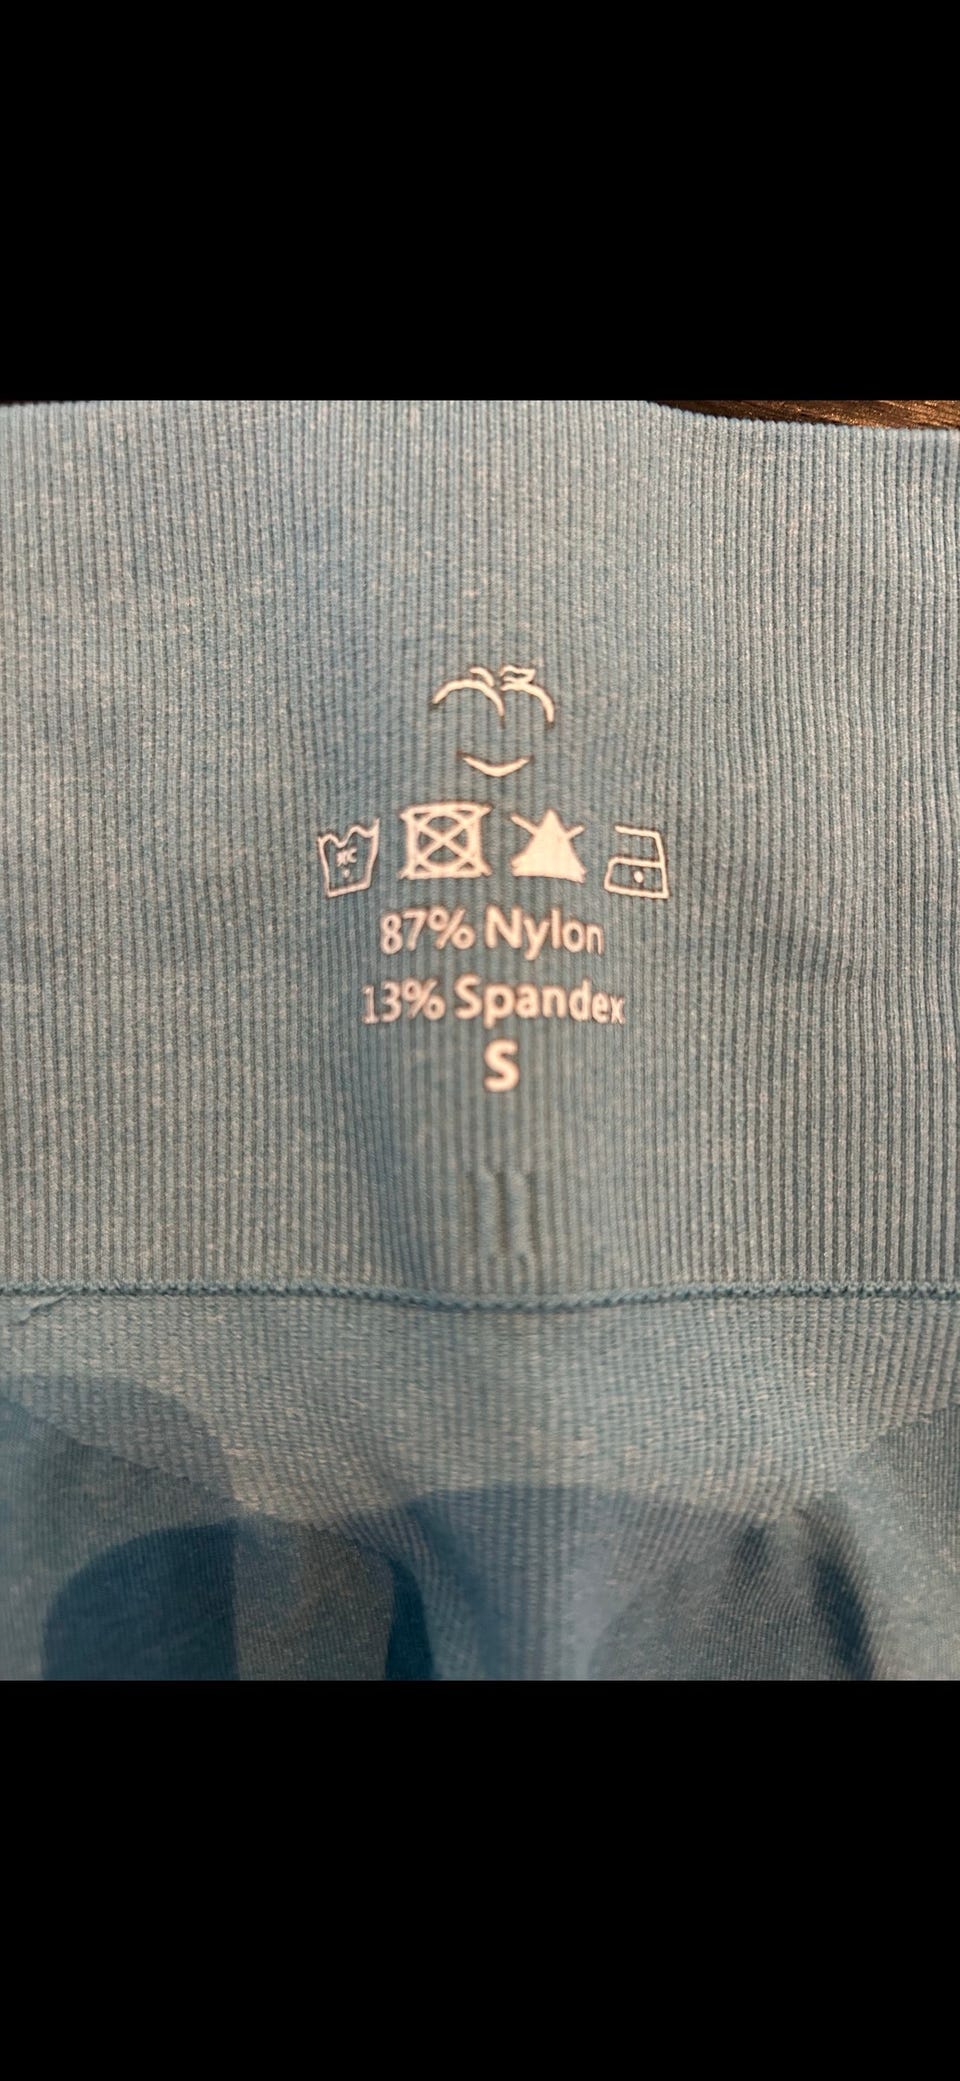 87% Nylon
13% Spandex
S